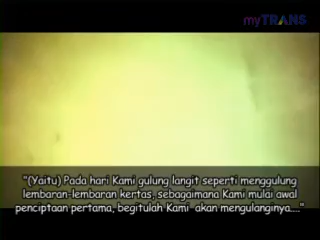 myTRANS
"(Yaitu) Pada hari Kami gulung langit seperti menggulung
lembaran-lembaran kertas, sebagaimana Kami mulai awal
penciptaan pertama, begitulah Kami akan mengulanginya...."